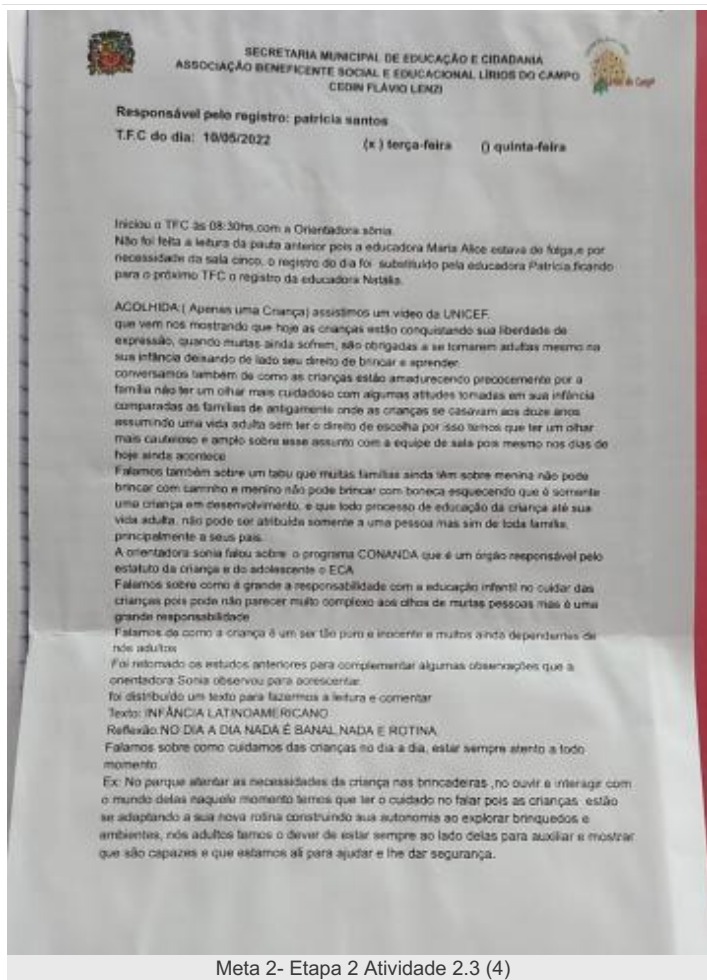 SECRETARIA MUNICIPAL DE EDUCAÇÃO E CIDADANIA
ASSOCIAÇÃO BENEFICENTE SOCIAL E EDUCACIONAL LÍRIOS DO CAMPO
CEDIN FLÁVIO LENZI
Responsável pelo registro: patricia santos
T.F.C do dia: 10/05/2022 (x ) terça-feira () quinta-feira
Iniciou o TFC às 08:30hs,com a Orientadora sônia.
Não foi feita a leitura da pauta anterior pois a educadora Maria Alice estava de folga,e por
necessidade da sala cinco, o registro do dia foi substituído pela educadora Patrícia,ficando
para o próximo TFC o registro da educadora Natália.
ACOLHIDA:( Apenas uma Criança) assistimos um vídeo da UNICEF.
que vem nos mostrando que hoje as crianças estão conquistando sua liberdade de
expressão, quando muitas ainda sofrem, são obrigadas a se tornarem adultas mesmo na
sua infância deixando de lado seu direito de brincar e aprender.
conversamos também de como as crianças estão amadurecendo precocemente por a
família não ter um olhar mais cuidadoso com algumas atitudes tomadas em sua infância
comparadas as famílias de antigamente onde as crianças se casavam aos doze anos
assumindo uma vida adulta sem ter o direito de escolha por isso temos que ter um olhar
mais cauteloso e amplo sobre esse assunto com a equipe de sala pois mesmo nos dias de
hoje ainda acontece
Falamos também sobre um tabu que muitas famílias ainda têm sobre menina não pode
brincar com carrinho e menino não pode brincar com boneca esquecendo que é somente
uma criança em desenvolvimento, e que todo processo de educação da criança até sua
vida adulta, não pode ser atribuída somente a uma pessoa mas sim de toda família,
principalmente a seus pais.
A orientadora sonia falou sobre o programa CONANDA que é um órgão responsável pelo
estatuto da criança e do adolescente o ECA
Falamos sobre como é grande a responsabilidade com a educação infantil no cuidar das
crianças pois pode não parecer muito complexo aos olhos de muitas pessoas mas é uma
grande responsabilidade
Falamos de como a criança é um ser tão puro e inocente e muitos ainda dependentes de
nós adultos
Foi retomado os estudos anteriores para complementar algumas observações que a
orientadora Sonia observou para acrescentar.
foi distribuído um texto para fazermos a leitura e comentar
Texto: INFÂNCIA LATINOAMERICANO
Reflexão:NO DIA A DIA NADA É BANAL,NADA E ROTINA.
Falamos sobre como cuidamos das crianças no dia a dia, estar sempre atento a todo
momento.
Ex: No parque atentar as necessidades da criança nas brincadeiras ,no ouvir e interagir com
o mundo delas naquele momento temos que ter o cuidado no falar pois as crianças estão
se adaptando a sua nova rotina construindo sua autonomia ao explorar brinquedos e
ambientes, nós adultos temos o dever de estar sempre ao lado delas para auxiliar e mostrar
que são capazes e que estamos ali para ajudar e lhe dar segurança.
Meta 2- Etapa 2 Atividade 2.3 (4)